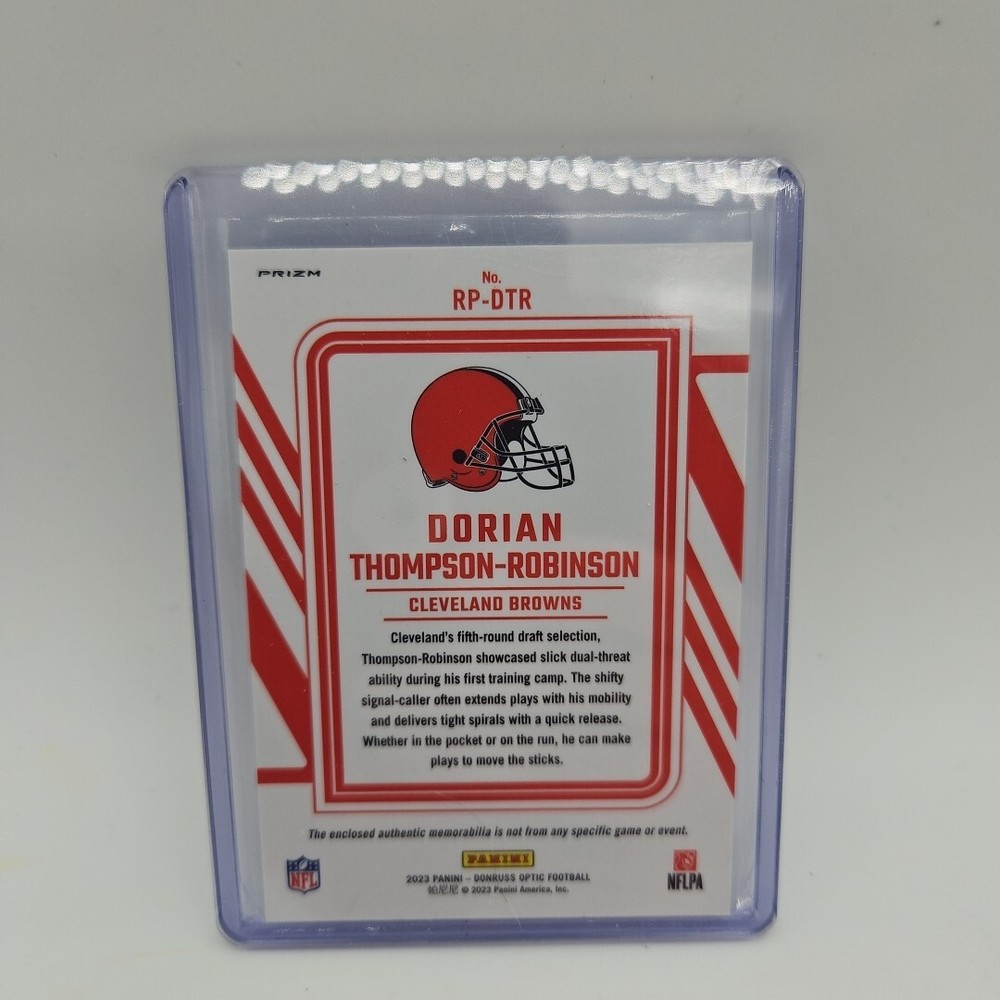 PRIZM
No.
RP-DTR
DORIAN
THOMPSON-ROBINSON
CLEVELAND BROWNS
Cleveland's fifth-round draft selection,
Thompson-Robinson showcased slick dual-threat
ability during his first training camp. The shifty
signal-caller often extends plays with his mobility
and delivers tight spirals with a quick release.
Whether in the pocket or on the run, he can make
plays to move the sticks.
The enclosed authentic memorabilia is not from any specific game or event.
PANINI
NFL
2023 PANINI – DONRUSS OPTIC FOOTBALL
帕尼尼 © 2023 Panini America, Inc.
NFLPA